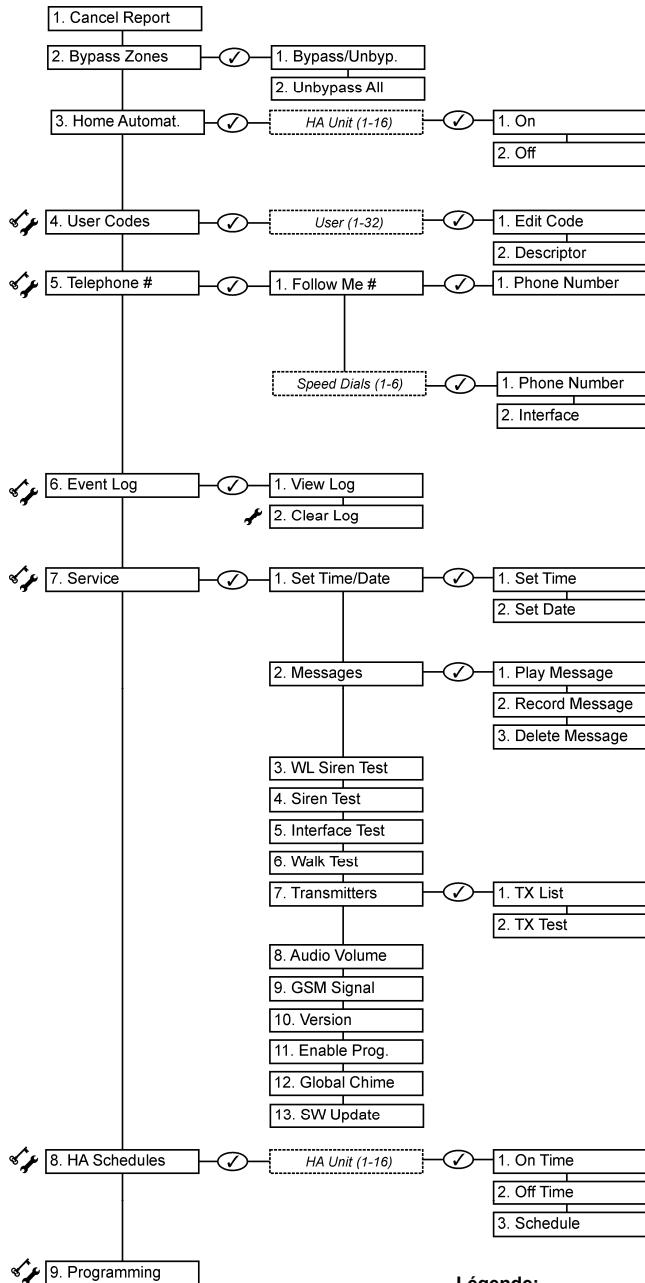 1. Cancel Report
2. Bypass Zones
1. Bypass/Unbyp.
2. Unbypass All
3. Home Automat.
HA Unit (1-16)
1. On
2. Off
4. User Codes
User (1-32)
1. Edit Code
2. Descriptor
5. Telephone #
1. Follow Me #
1. Phone Number
Speed Dials (1-6)
1. Phone Number
2. Interface
6. Event Log
1. View Log
2. Clear Log
7. Service
1. Set Time/Date
1. Set Time
2. Set Date
2. Messages
1. Play Message
2. Record Message
3. Delete Message
3. WL Siren Test
4. Siren Test
5. Interface Test
6. Walk Test
7. Transmitters
1. TX List
2. TX Test
8. Audio Volume
9. GSM Signal
10. Version
11. Enable Prog.
12. Global Chime
13. SW Update
8. HA Schedules
HA Unit (1-16)
1. On Time
2. Off Time
3. Schedule
9. Programming
Légende: